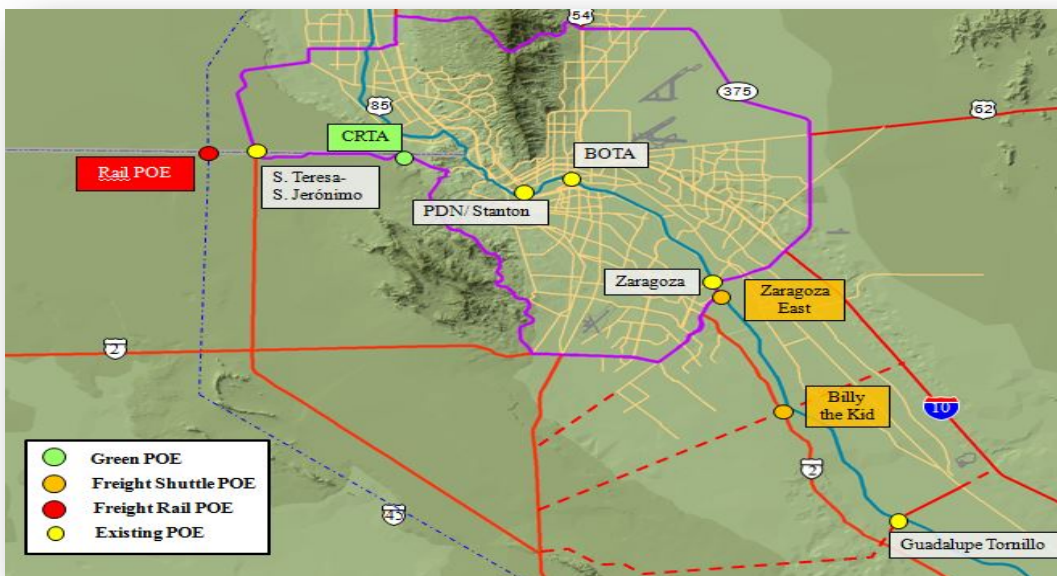 54
375
62
85
CRTA
BOTA
Rail POE
S. Teresa-
S. Jerónimo
PDN/ Stanton
Zaragoza
Zaragoza
East
2
Billy
the Kid
10
2
Green POE
Freight Shuttle POE
Freight Rail POE
Existing POE
45
Guadalupe Tornillo